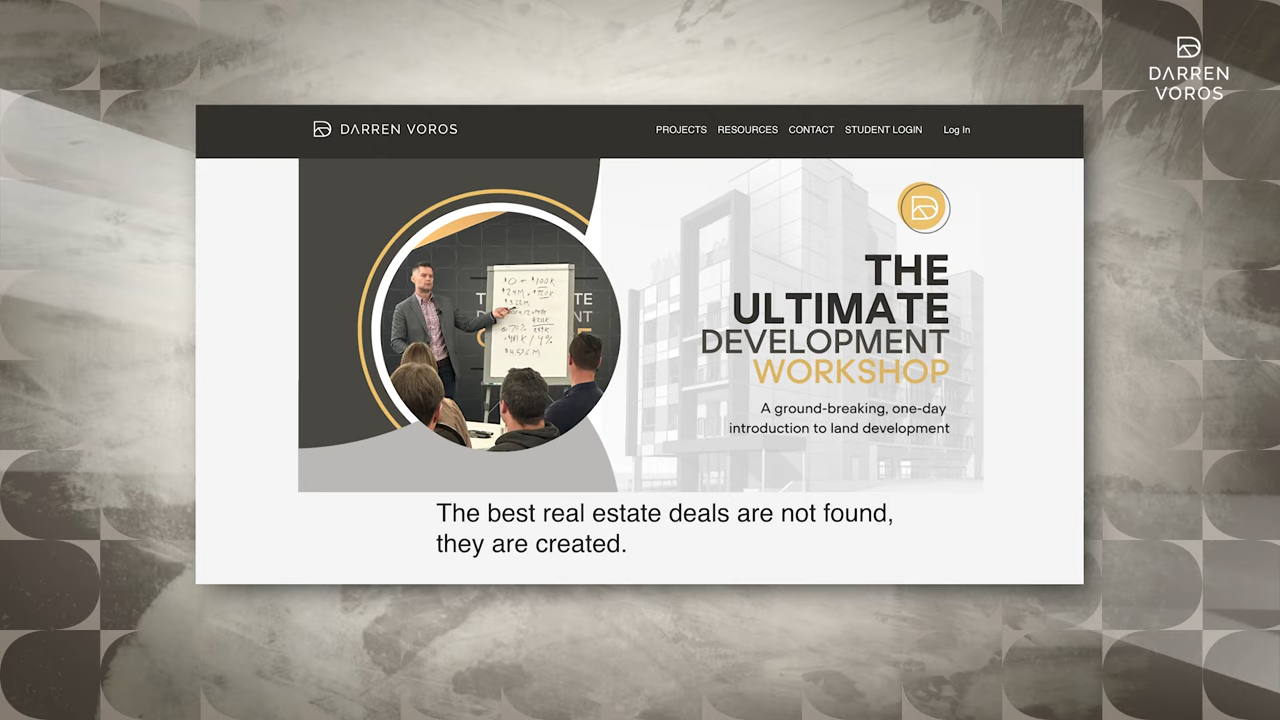 DARREN
VOROS
DARREN VOROS
PROJECTS RESOURCES CONTACT STUDENT LOGIN Log In
THE
ULTIMATE
DEVELOPMENT
WORKSHOP
A ground-breaking, one-day
introduction to land development
The best real estate deals are not found,
they are created.